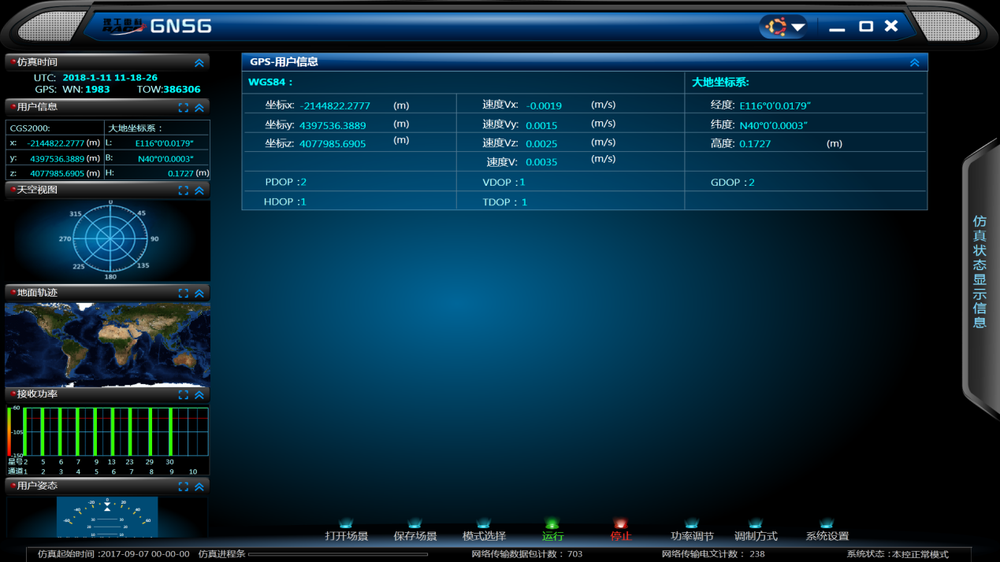 理工雷科 GNSG
RACO
仿真时间
UTC: 2018-1-11 11-18-26
GPS: WN: 1983 TOW:386306
用户信息
CGS2000: 大地坐标系：
x: -2144822.2777 (m) L: E116°0′0.0179″
y: 4397536.3889 (m) B: N40°0′0.0003″
z: 4077985.6905 (m) H: 0.1727 (m)
天空视图
0
315 45
270 90
225 135
180
地面轨迹
接收功率
-60
-105
-150
星号2 5 6 7 9 13 23 29 30
通道1 2 3 4 5 6 7 8 9 10
用户姿态
0
-20 20
-40 40
-60 60
30 30
20 20
10 10
GPS-用户信息
WGS84： 大地坐标系:
坐标x: -2144822.2777 (m) 速度Vx: -0.0019 (m/s) 经度: E116°0′0.0179″
坐标y: 4397536.3889 (m) 速度Vy: 0.0015 (m/s) 纬度: N40°0′0.0003″
坐标z: 4077985.6905 (m) 速度Vz: 0.0025 (m/s) 高度: 0.1727 (m)
速度V: 0.0035 (m/s)
PDOP :2 VDOP :1 GDOP :2
HDOP :1 TDOP : 1
仿真状态显示信息
打开场景 保存场景 模式选择 运行 停止 功率调节 调制方式 系统设置
仿真起始时间 :2017-09-07 00-00-00 仿真进程条 网络传输数据包计数： 703 网络传输电文计数： 238 系统状态 :本控正常模式